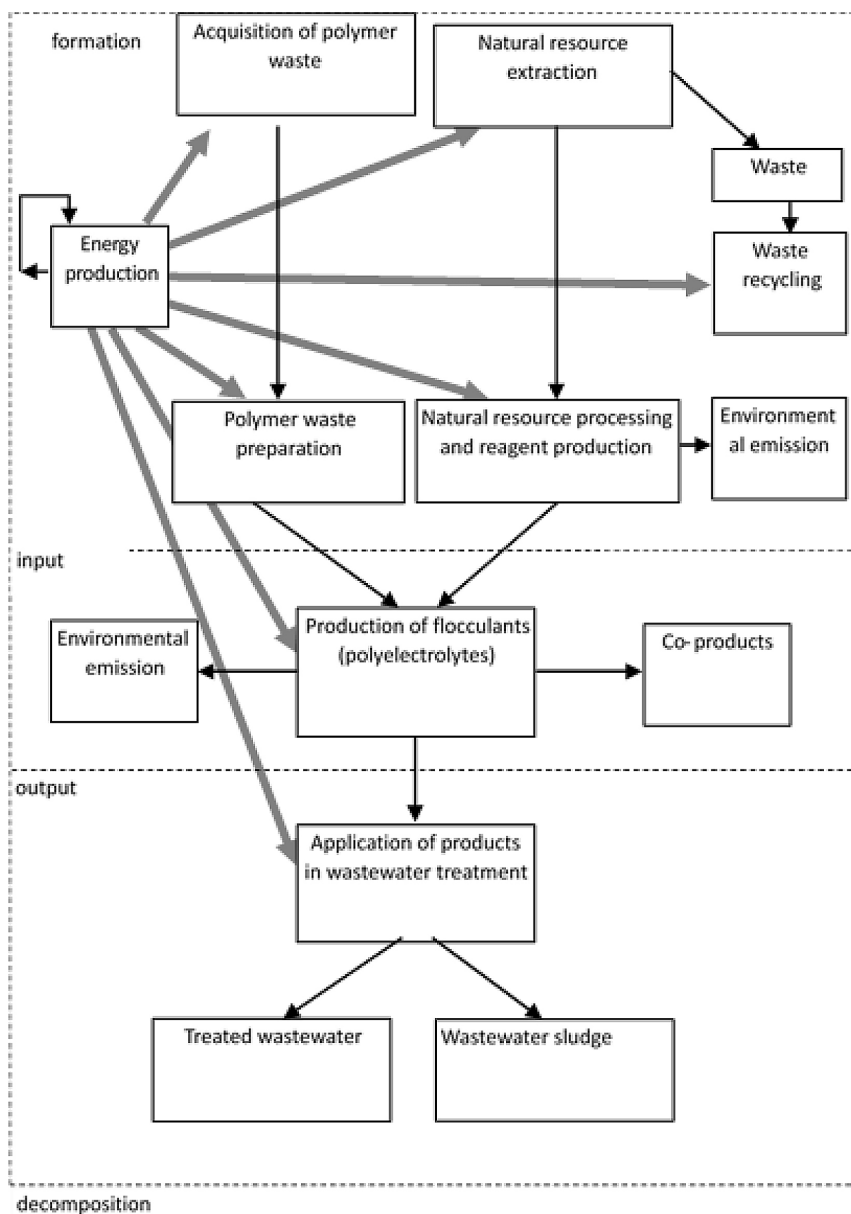 formation
Acquisition of polymer
waste
Natural resource
extraction
Waste
Energy
production
Waste
recycling
Polymer waste
preparation
Natural resource processing
and reagent production
Environment
al emission
input
Environmental
emission
Production of flocculants
(polyelectrolytes)
Co-products
output
Application of products
in wastewater treatment
Treated wastewater
Wastewater sludge
decomposition